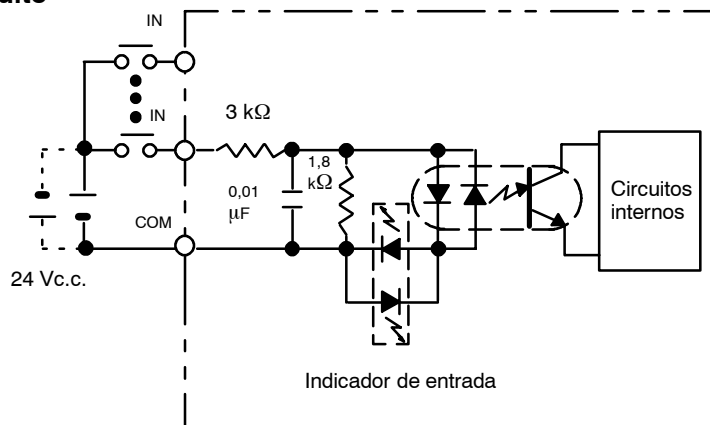 IN
IN
3 kΩ
1,8
kΩ
0,01
µF
COM
Circuitos
internos
24 Vc.c.
Indicador de entrada